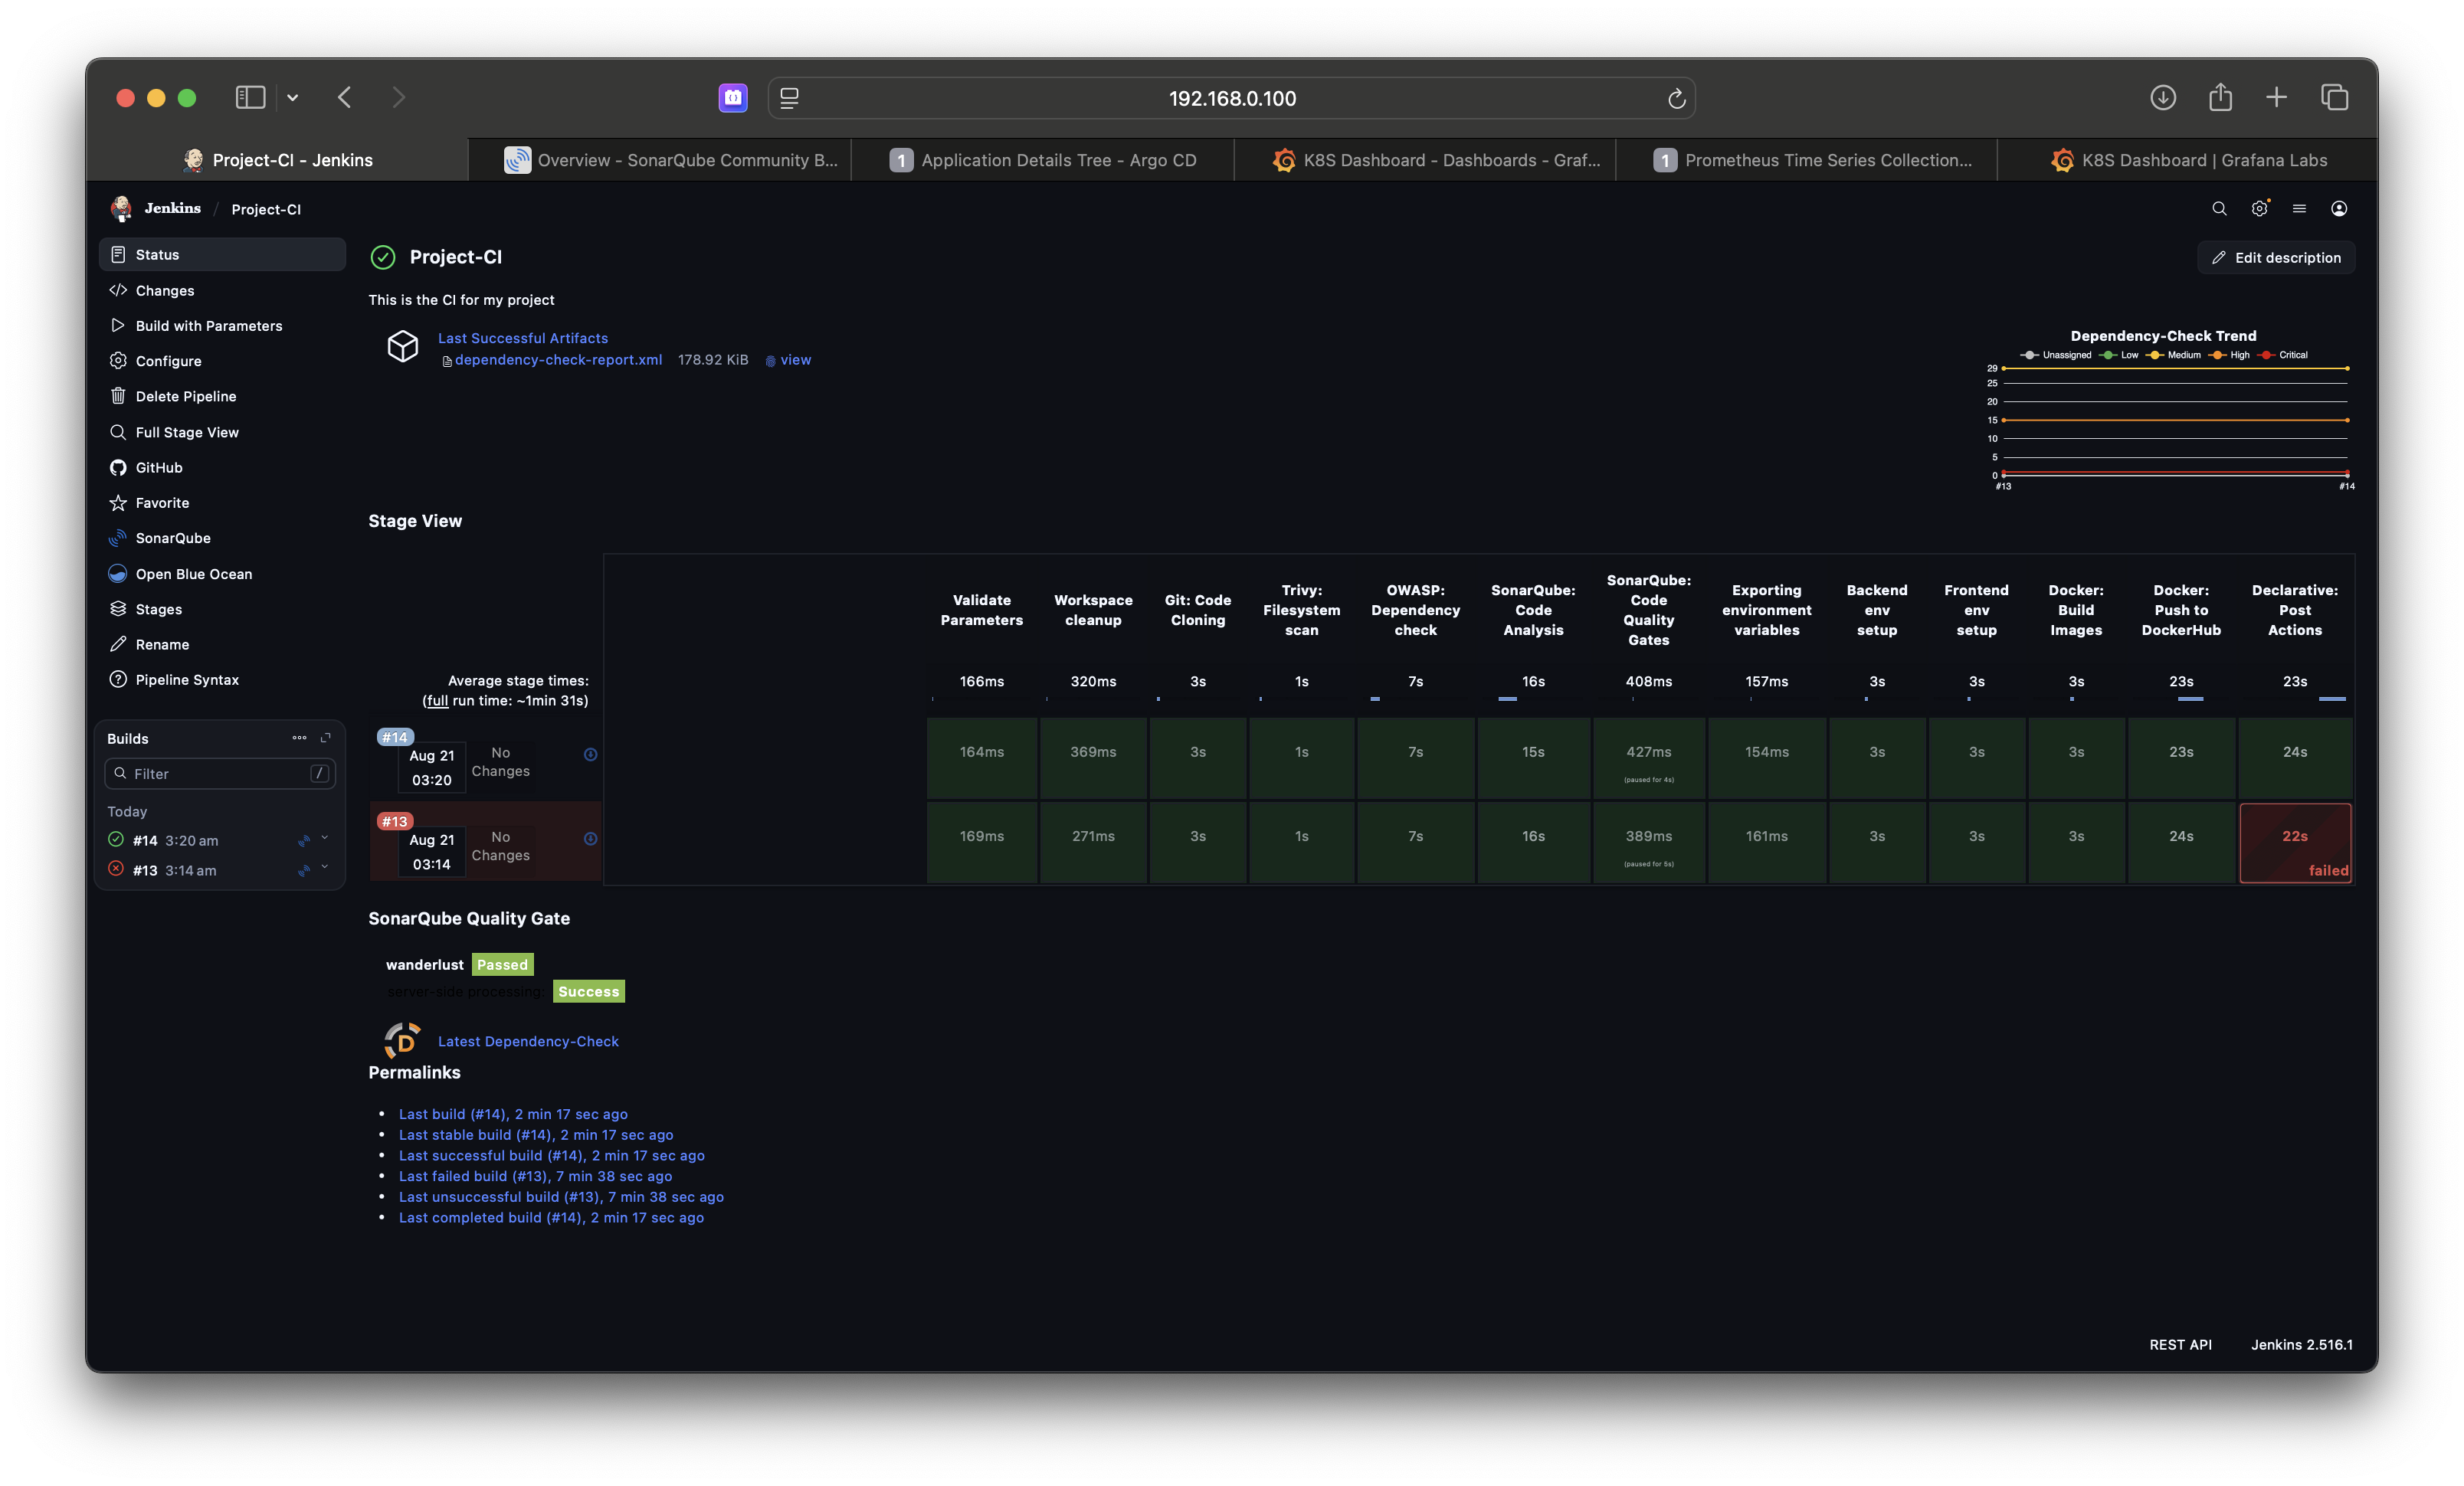 192.168.0.100
Project-CI - Jenkins
Overview - SonarQube Community B...
1 Application Details Tree - Argo CD
K8S Dashboard - Dashboards - Graf...
1 Prometheus Time Series Collection...
K8S Dashboard | Grafana Labs
Jenkins / Project-CI
Status
Changes
Build with Parameters
Configure
Delete Pipeline
Full Stage View
GitHub
Favorite
SonarQube
Open Blue Ocean
Stages
Rename
Pipeline Syntax
Builds
Filter /
Today
#14 3:20 am
#13 3:14 am
Project-CI
Edit description
This is the CI for my project
Last Successful Artifacts
dependency-check-report.xml 178.92 KiB view
Dependency-Check Trend
Unassigned Low Medium High Critical
29
25
20
15
10
5
0
#13 #14
Stage View
Validate
Parameters
Workspace
cleanup
Git: Code
Cloning
Trivy:
Filesystem
scan
OWASP:
Dependency
check
SonarQube:
Code
Analysis
SonarQube:
Code
Quality
Gates
Exporting
environment
variables
Backend
env
setup
Frontend
env
setup
Docker:
Build
Images
Docker:
Push to
DockerHub
Declarative:
Post
Actions
Average stage times:
(full run time: ~1min 31s)
166ms 320ms 3s 1s 7s 16s 408ms 157ms 3s 3s 3s 23s 23s
#14
Aug 21
03:20
No
Changes
164ms 369ms 3s 1s 7s 15s 427ms 154ms 3s 3s 3s 23s 24s
(paused for 4s)
#13
Aug 21
03:14
No
Changes
169ms 271ms 3s 1s 7s 16s 389ms 161ms 3s 3s 3s 24s 22s
(paused for 5s)
failed
SonarQube Quality Gate
wanderlust Passed
server-side processing: Success
D
Latest Dependency-Check
Permalinks
Last build (#14), 2 min 17 sec ago
Last stable build (#14), 2 min 17 sec ago
Last successful build (#14), 2 min 17 sec ago
Last failed build (#13), 7 min 38 sec ago
Last unsuccessful build (#13), 7 min 38 sec ago
Last completed build (#14), 2 min 17 sec ago
REST API Jenkins 2.516.1